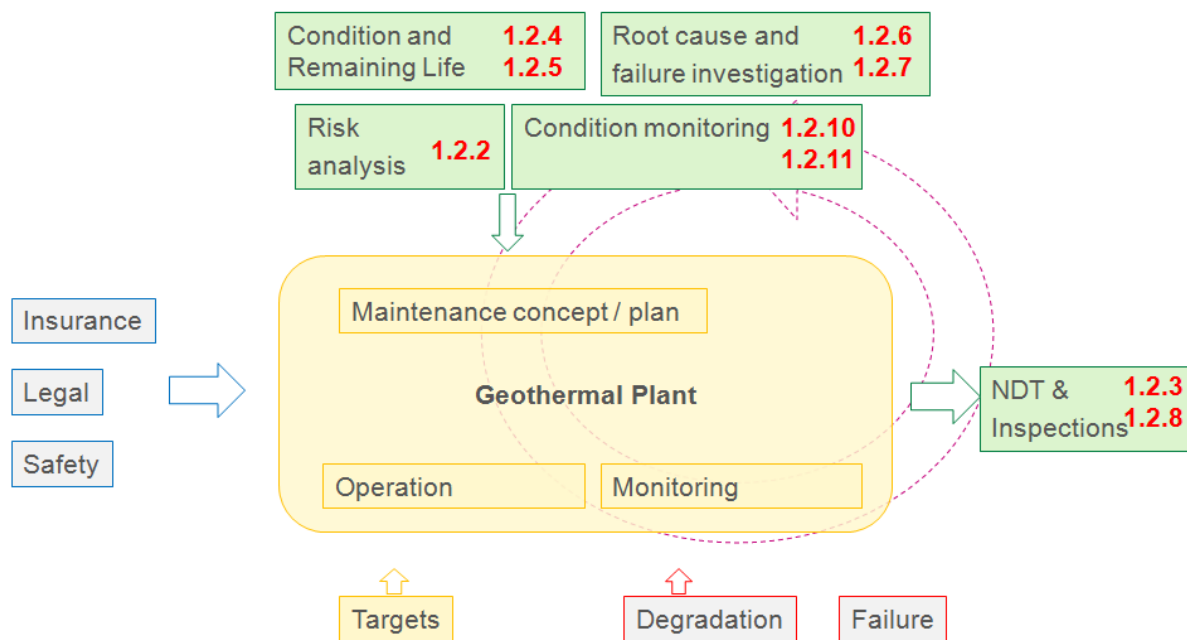 Condition and 1.2.4
Remaining Life 1.2.5
Root cause and 1.2.6
failure investigation 1.2.7
Risk
analysis 1.2.2
Condition monitoring 1.2.10
1.2.11
Maintenance concept / plan
Insurance
Legal
Safety
Geothermal Plant
NDT & 1.2.3
Inspections 1.2.8
Operation
Monitoring
Targets
Degradation
Failure